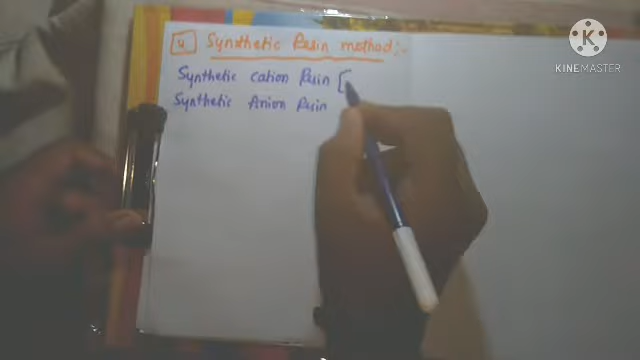 4 Synthetic Resin method:-
Synthetic cation Resin [
Synthetic Anion Resin
K
KINEMASTER